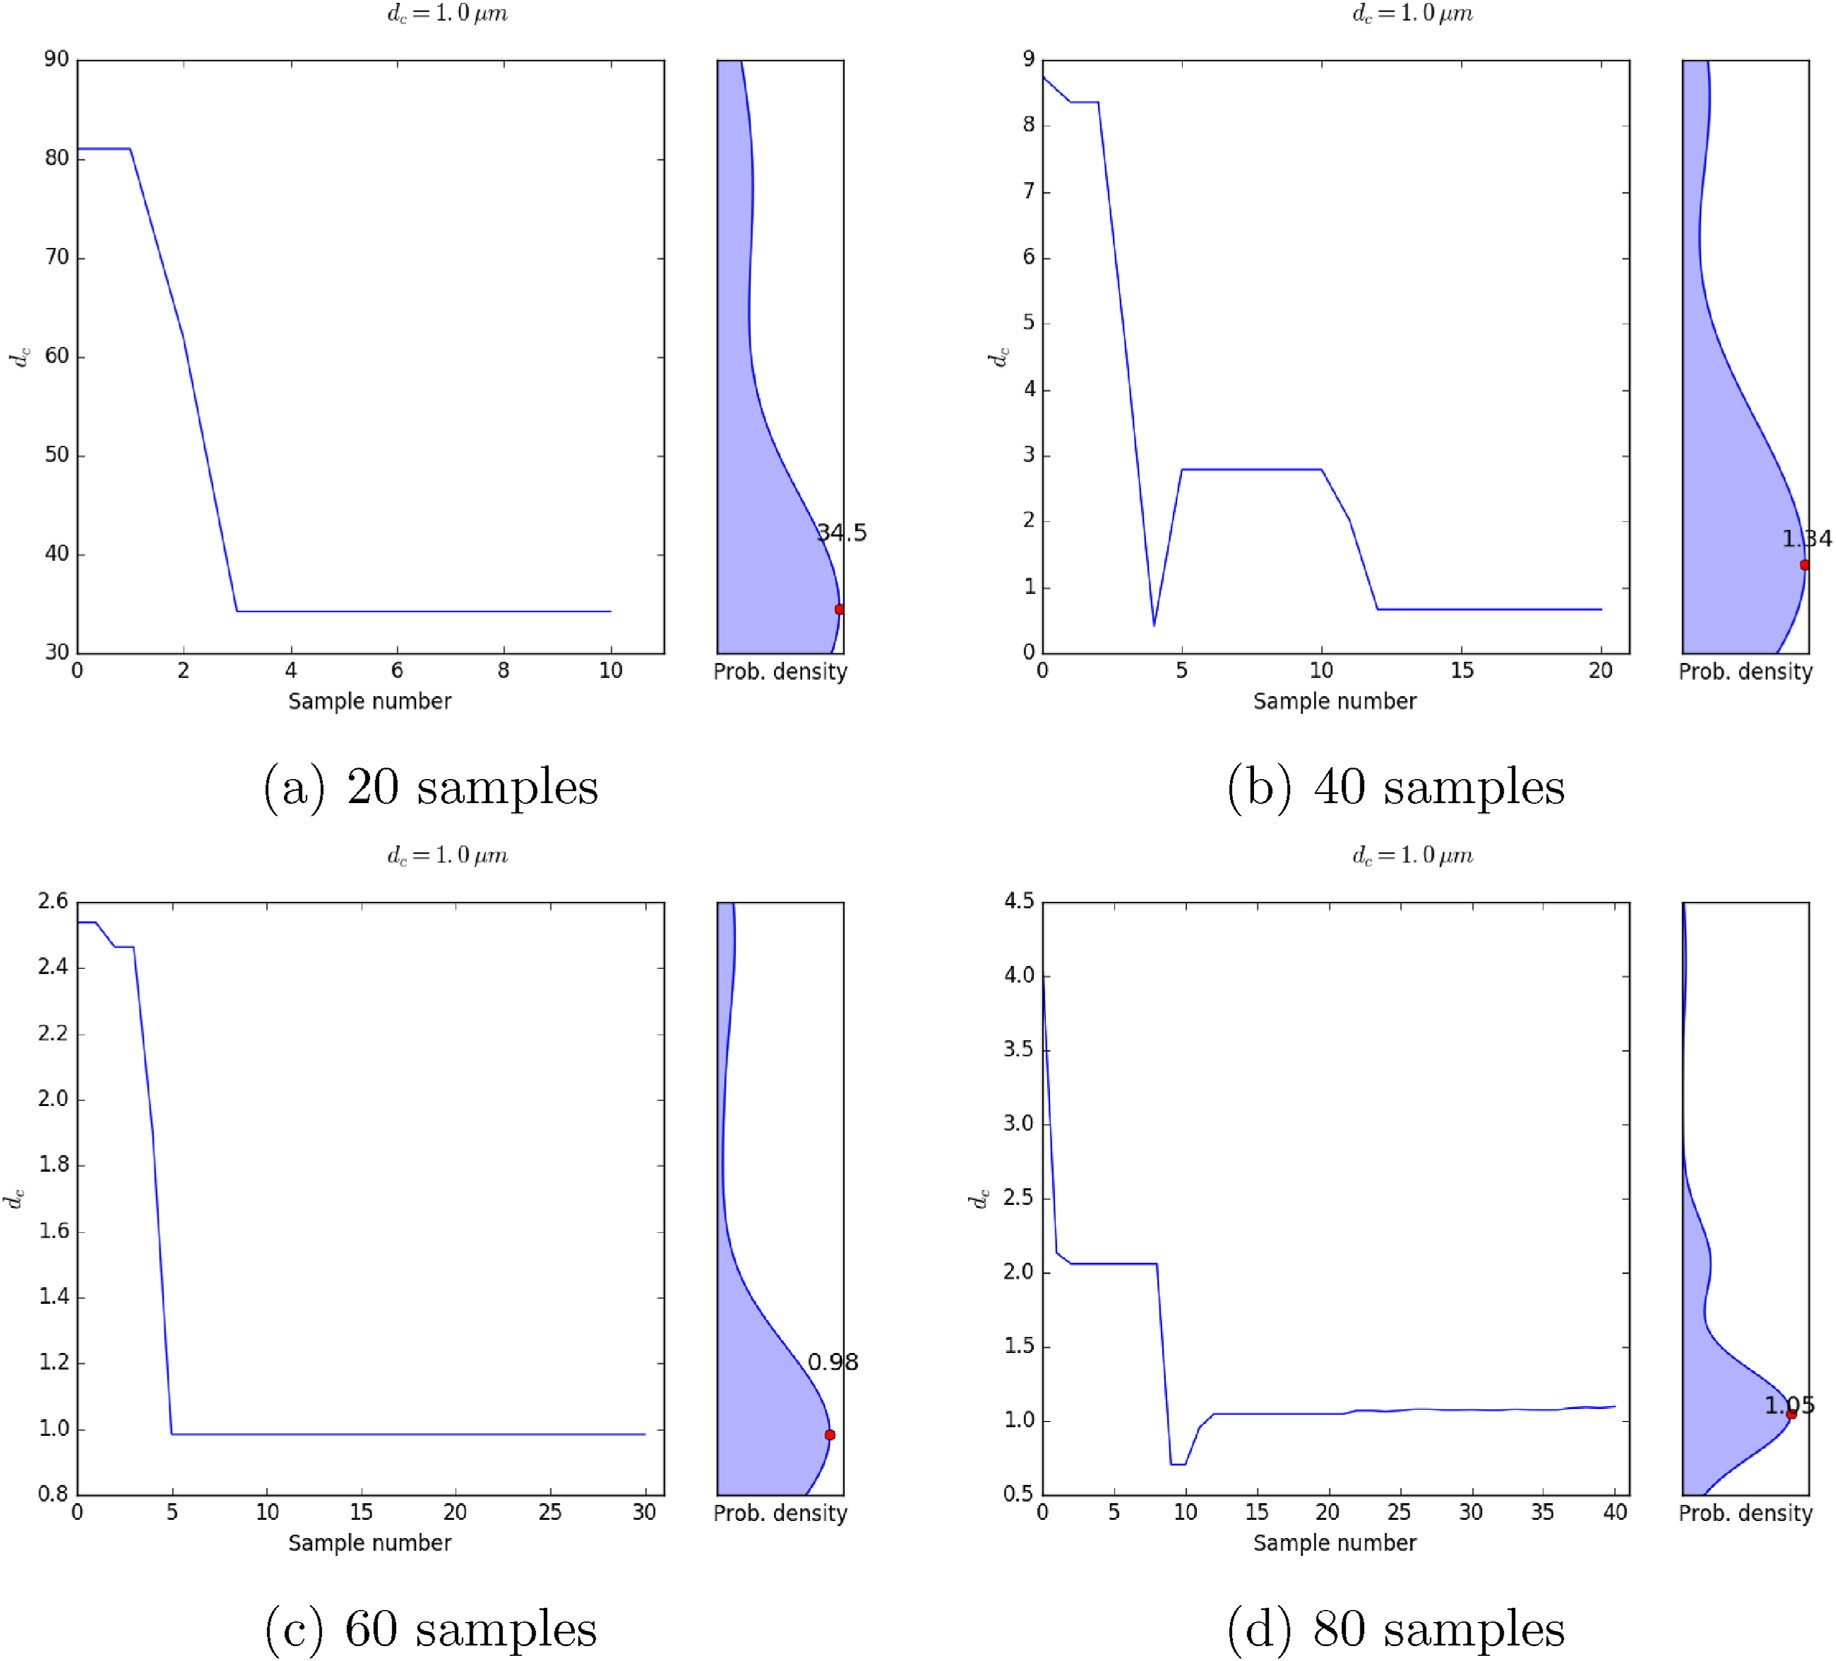 d_c = 1.0 μm
90
80
70
60
50
40
30
d_c
0 2 4 6 8 10
Sample number
34.5
Prob. density
(a) 20 samples
d_c = 1.0 μm
9
8
7
6
5
4
3
2
1
0
d_c
0 5 10 15 20
Sample number
1.34
Prob. density
(b) 40 samples
d_c = 1.0 μm
2.6
2.4
2.2
2.0
1.8
1.6
1.4
1.2
1.0
0.8
d_c
0 5 10 15 20 25 30
Sample number
0.98
Prob. density
(c) 60 samples
d_c = 1.0 μm
4.5
4.0
3.5
3.0
2.5
2.0
1.5
1.0
0.5
d_c
0 5 10 15 20 25 30 35 40
Sample number
1.05
Prob. density
(d) 80 samples